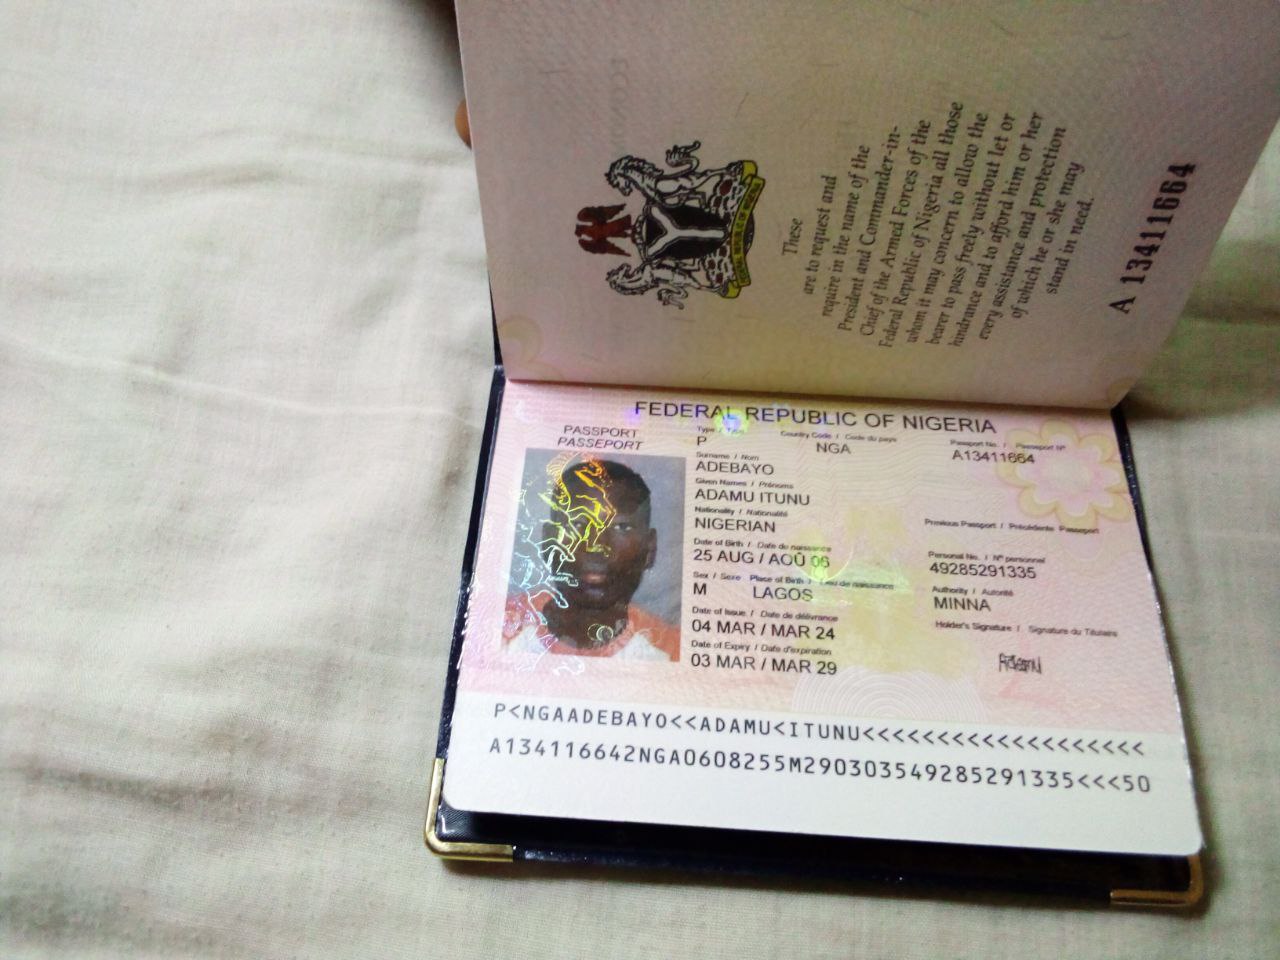 These
are to request and
require in the name of the
President and Commander-in-
Chief of the Armed Forces of the
Federal Republic of Nigeria all those
whom it may concern to allow the
bearer to pass freely without let or
hindrance and to afford him or her
every assistance and protection
of which he or she may
stand in need.
A 13411664
FEDERAL REPUBLIC OF NIGERIA
PASSPORT
PASSEPORT
Type / Type
P
Country Code / Code du pays
NGA
Passport No. / Passeport Nº
A13411664
Surname / Nom
ADEBAYO
Given Names / Prénoms
ADAMU ITUNU
Nationality / Nationalité
NIGERIAN
Previous Passport / Précédente Passeport
Date of Birth / Date de naissance
25 AUG / AOÛ 06
Personal No. / Nº personnel
49285291335
Sex / Sexe
M
Place of Birth / Lieu de naissance
LAGOS
Authority / Autorité
MINNA
Date of Issue / Date de délivrance
04 MAR / MAR 24
Holder's Signature / Signature du Titulaire
Date of Expiry / Date d'expiration
03 MAR / MAR 29
P<NGAADEBAYO<<ADAMU<ITUNU<<<<<<<<<<<<<<<<<<<
A134116642NGA0608255M290303549285291335<<<50